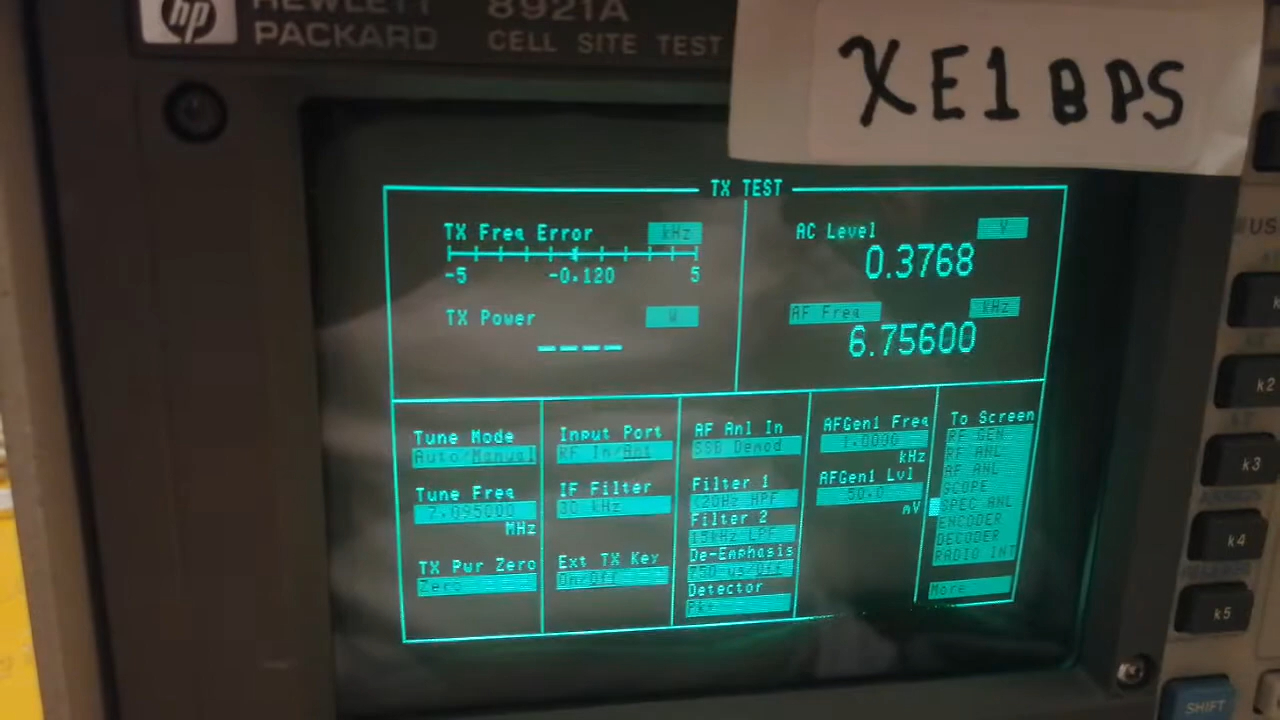 hp HEWLETT PACKARD
8921A
CELL SITE TEST
XE1BPS
TX TEST
TX Freq Error kHz
-5 -0.120 5
TX Power W
----
AC Level V
0.3768
AF Freq kHz
6.75600
Tune Mode
Auto/Manual
Tune Freq
7.095000
MHz
TX Pwr Zero
Zero
Input Port
RF In/Ant
IF Filter
30 kHz
Ext TX Key
On/Off
AF Anl In
SSB Demod
Filter 1
20Hz HPF
Filter 2
15kHz LPF
De-Emphasis
750 us/Off
Detector
AFGen1 Freq
1.0000
kHz
AFGen1 Lvl
50.0
mV
To Screen
RF GEN
RF ANL
AF ANL
SCOPE
SPEC ANL
ENCODER
DECODER
RADIO INT
More
US
k2
k3
k4
k5
SHIFT